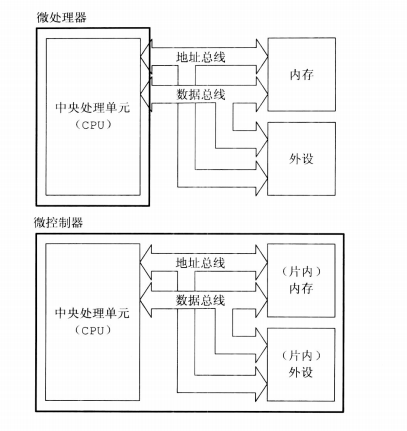 微处理器
地址总线
内存
中央处理单元
（CPU）
数据总线
外设
微控制器
地址总线
（片内）
内存
中央处理单元
（CPU）
数据总线
（片内）
外设